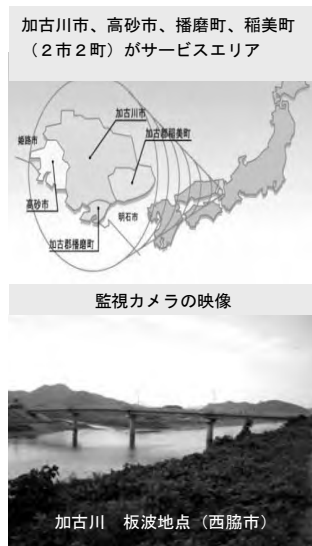 加古川市、高砂市、播磨町、稲美町
（２市２町）がサービスエリア
加古川市
加古郡稲美町
姫路市
高砂市
明石市
加古郡播磨町
監視カメラの映像
加古川　板波地点（西脇市）